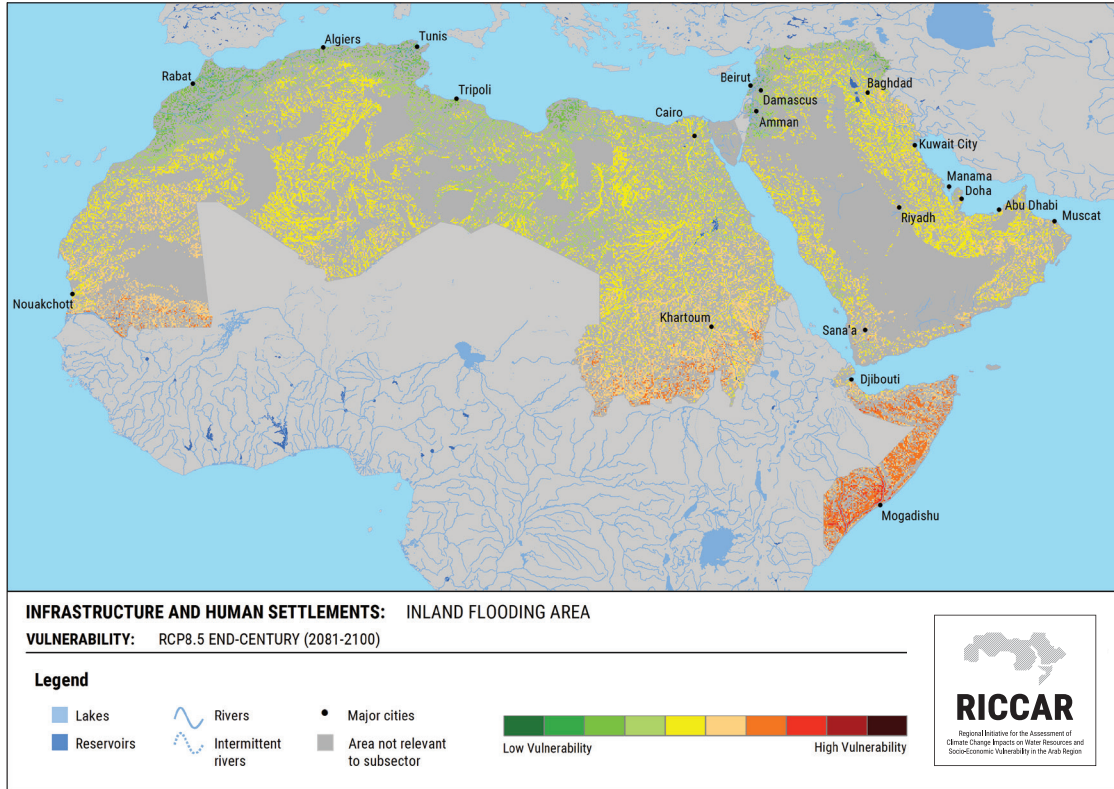 Algiers
Tunis
Rabat
Tripoli
Beirut
Damascus
Baghdad
Cairo
Amman
Kuwait City
Manama
Doha
Abu Dhabi
Riyadh
Muscat
Nouakchott
Khartoum
Sana'a
Djibouti
Mogadishu
INFRASTRUCTURE AND HUMAN SETTLEMENTS: INLAND FLOODING AREA
VULNERABILITY: RCP8.5 END-CENTURY (2081-2100)
Legend
Lakes
Reservoirs
Rivers
Intermittent
rivers
Major cities
Area not relevant
to subsector
Low Vulnerability
High Vulnerability
RICCAR
Regional Initiative for the Assessment of
Climate Change Impacts on Water Resources and
Socio-Economic Vulnerability in the Arab Region